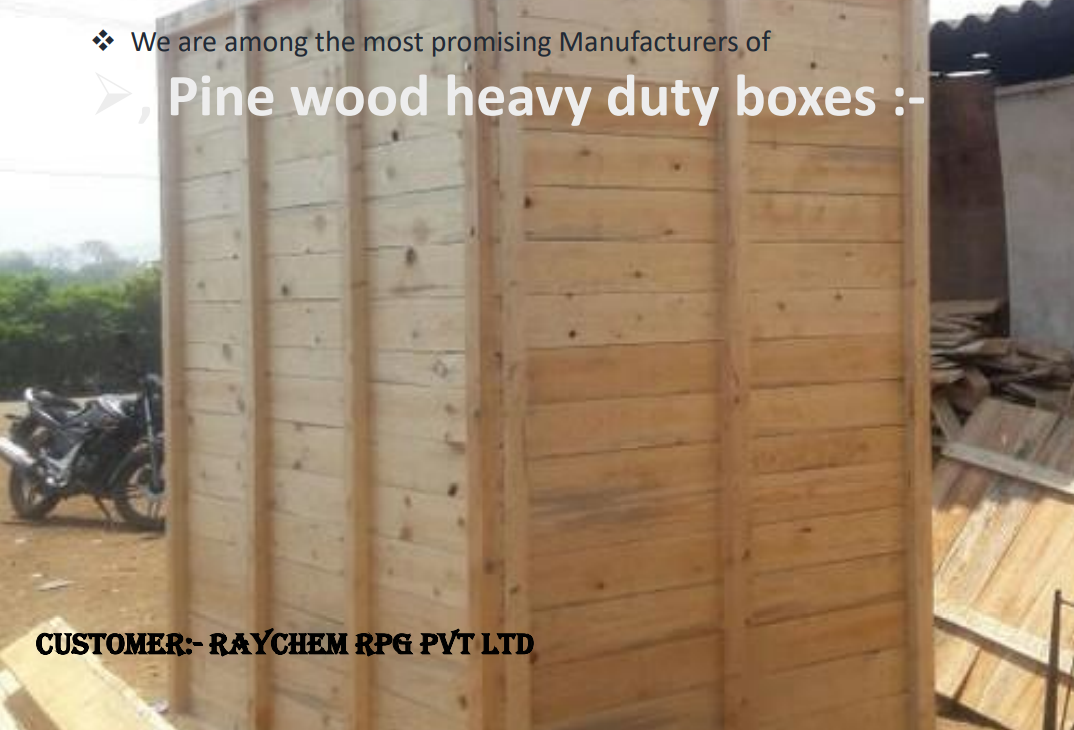 ❖ We are among the most promising Manufacturers of
➢ , Pine wood heavy duty boxes :-
CUSTOMER:- RAYCHEM RPG PVT LTD